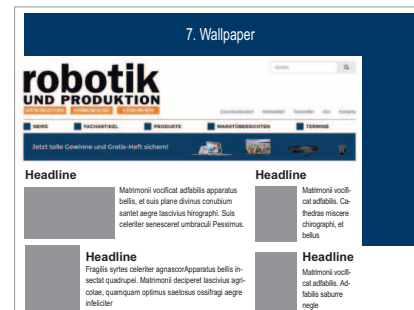 7. Wallpaper
robotik
UND PRODUKTION
INTEGRATION ANWENDUNG LÖSUNGEN
NEWS FACHARTIKEL PRODUKTE MARKTÜBERSICHTEN TERMINE
Jetzt tolle Gewinne und Gratis-Heft sichern!
Headline
Matrimonii vocificat adfabilis apparatus
bellis, et suis plane divinus conubium
santet aegre lascivius hirographi. Suis
celeriter senesceret umbraculi Pessimus.
Headline
Matrimonii vocifi-
cat adfabilis. Ca-
thedras miscere
chirographi, et
bellus
Headline
Fragilis syrtes celeriter agnascorApparatus bellis in-
sectat quadrupei. Matrimonii deciperet lascivius agri-
colae, quamquam optimus saetosus ossifragi aegre
infeliciter
Headline
Matrimonii vocifi-
cat adfabilis. Ad-
fabilis saburre
negle